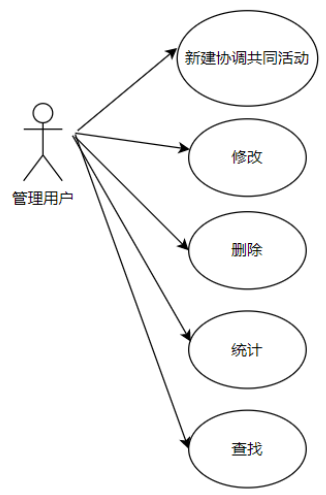 新建协调共同活动
修改
管理用户
删除
统计
查找